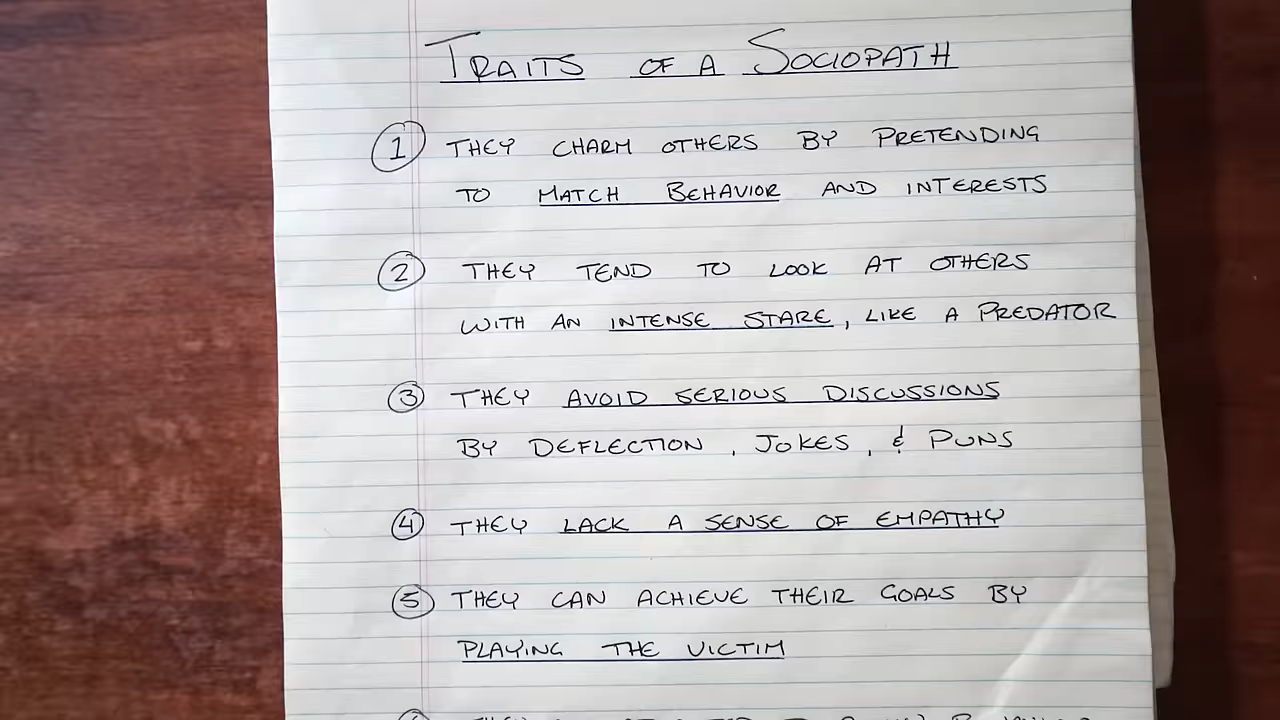 TRAITS OF A SOCIOPATH
1 THEY CHARM OTHERS BY PRETENDING
TO MATCH BEHAVIOR AND INTERESTS
2 THEY TEND TO LOOK AT OTHERS
WITH AN INTENSE STARE, LIKE A PREDATOR
3 THEY AVOID SERIOUS DISCUSSIONS
BY DEFLECTION, JOKES, & PUNS
4 THEY LACK A SENSE OF EMPATHY
5 THEY CAN ACHIEVE THEIR GOALS BY
PLAYING THE VICTIM